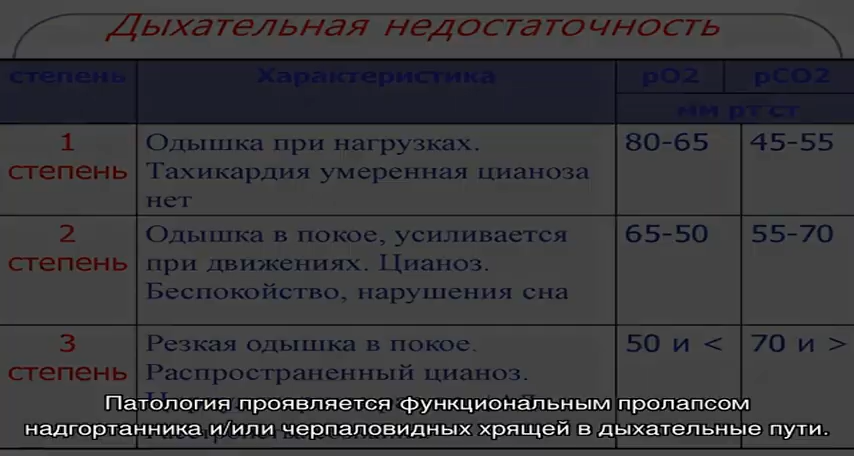 Дыхательная недостаточность
степень Характеристика pO2 pCO2
мм рт ст
1 степень
Одышка при нагрузках.
Тахикардия умеренная цианоза
нет
80-65 45-55
2 степень
Одышка в покое, усиливается
при движениях. Цианоз.
Беспокойство, нарушения сна
65-50 55-70
3 степень
Резкая одышка в покое.
Распространенный цианоз.
50 и < 70 и >
Патология проявляется функциональным пролапсом
надгортанника и/или черпаловидных хрящей в дыхательные пути.